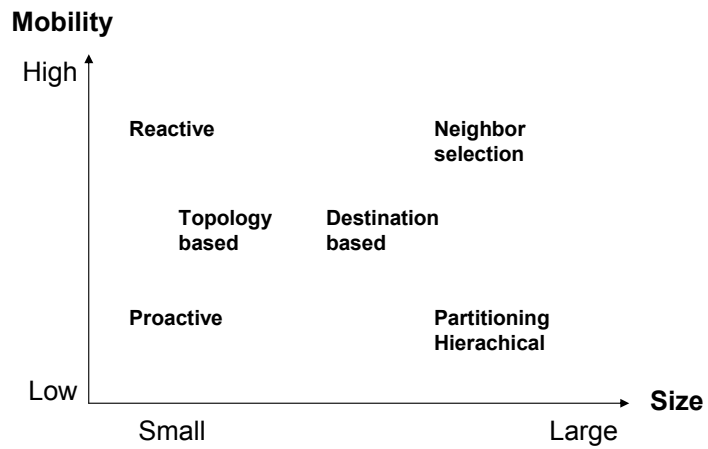 Mobility
High
Reactive
Neighbor
selection
Topology
based
Destination
based
Proactive
Partitioning
Hierachical
Low
Size
Small
Large